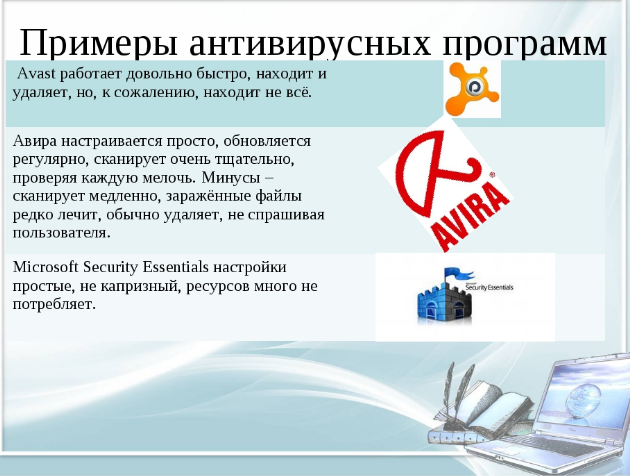 Примеры антивирусных программ
Avast работает довольно быстро, находит и
удаляет, но, к сожалению, находит не всё.
Авира настраивается просто, обновляется
регулярно, сканирует очень тщательно,
проверяя каждую мелочь. Минусы –
сканирует медленно, заражённые файлы
редко лечит, обычно удаляет, не спрашивая
пользователя.
AVIRA®
Microsoft Security Essentials настройки
простые, не капризный, ресурсов много не
потребляет.
Microsoft
Security Essentials